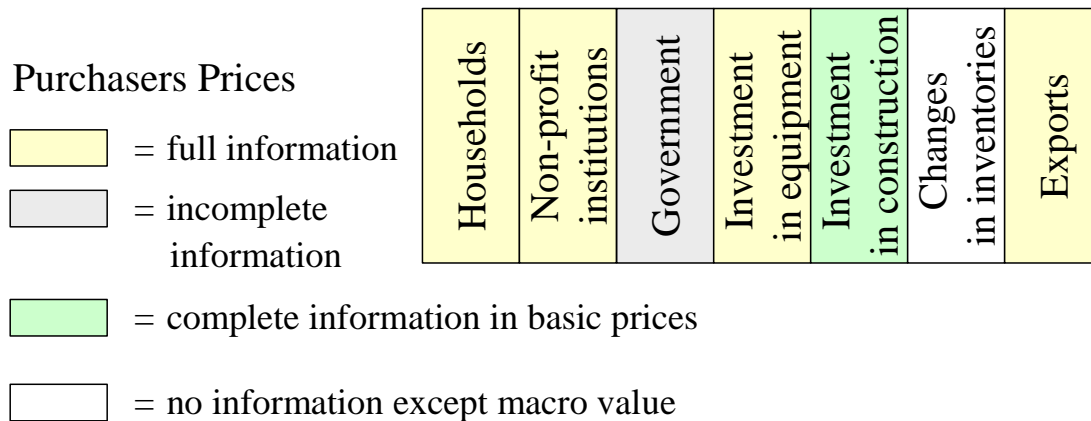 Purchasers Prices
= full information
= incomplete
information
= complete information in basic prices
= no information except macro value
Households
Non-profit
institutions
Government
Investment
in equipment
Investment
in construction
Changes
in inventories
Exports